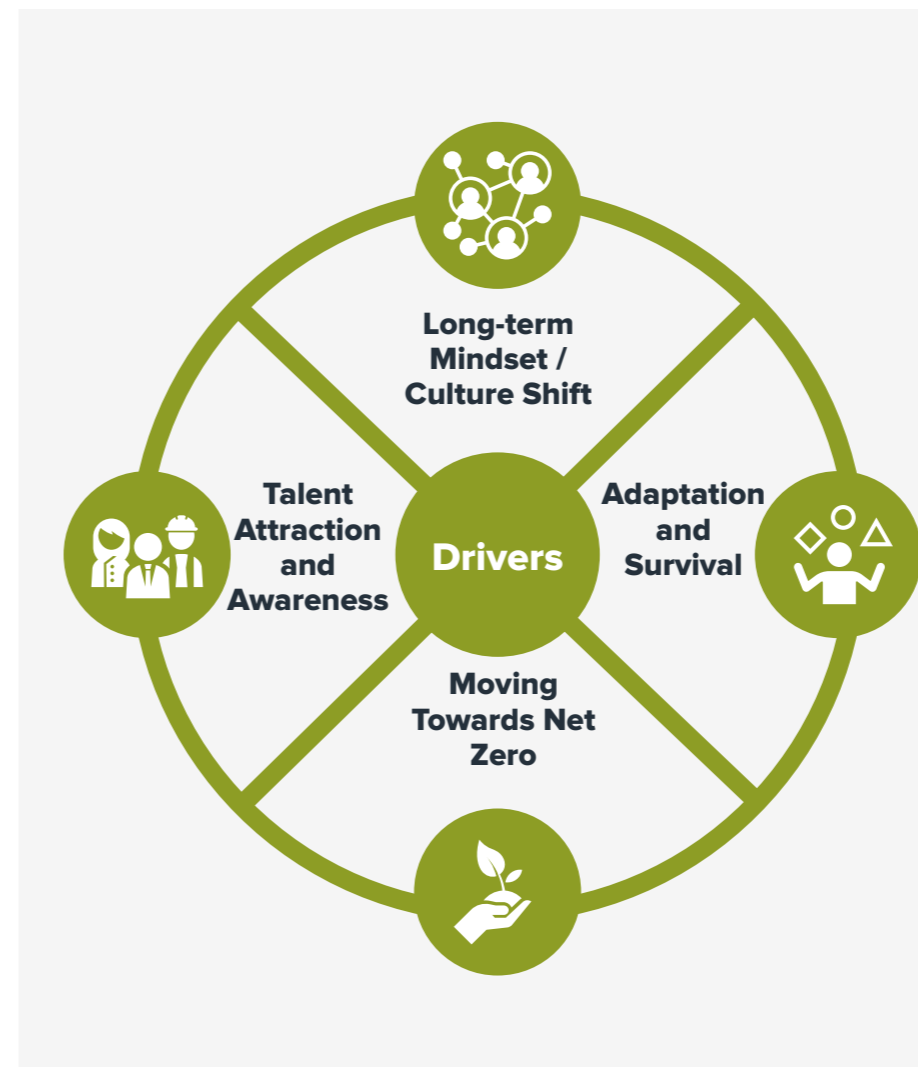 Long-term
Mindset /
Culture Shift
Talent
Attraction
and
Awareness
Drivers
Adaptation
and
Survival
Moving
Towards Net
Zero